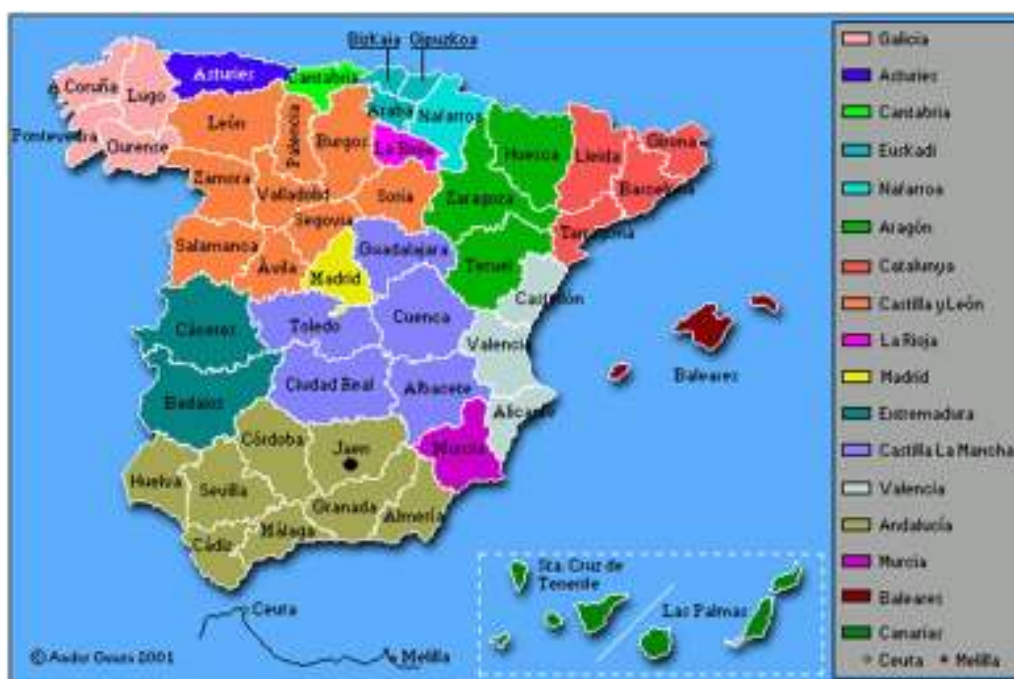 Bizkaia Gipuzkoa
Asturies
Cantabria
Coruña
Lugo
León
Palencia
Burgos
Araba
Nafarroa
Pontevedra
Ourense
La Rioja
Huesca
Lleida
Girona
Zamora
Valladolid
Soria
Zaragoza
Barcelona
Segovia
Salamanca
Guadalajara
Tarragona
Ávila
Madrid
Teruel
Castellón
Cáceres
Toledo
Cuenca
Valencia
Baleares
Ciudad Real
Albacete
Badajoz
Alicante
Córdoba
Jaen
Murcia
Huelva
Sevilla
Granada
Almería
Málaga
Cádiz
Sta. Cruz de
Tenerife
Las Palmas
Ceuta
Melilla
© Andor Gouza 2001
Galicia
Asturies
Cantabria
Euskadi
Nafarroa
Aragón
Catalunya
Castilla y León
La Rioja
Madrid
Extremadura
Castilla La Mancha
Valencia
Andalucía
Murcia
Baleares
Canarias
Ceuta Melilla